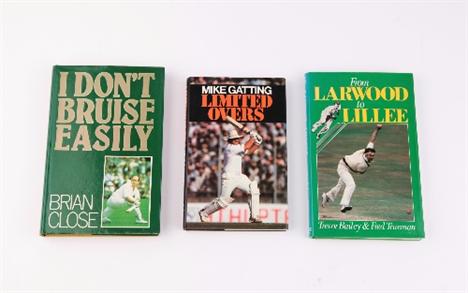 I DON'T
BRUISE
EASILY
BRIAN
CLOSE
MIKE GATTING
LIMITED
OVERS
From
LARWOOD
to
LILLEE
Trevor Bailey & Fred Trueman